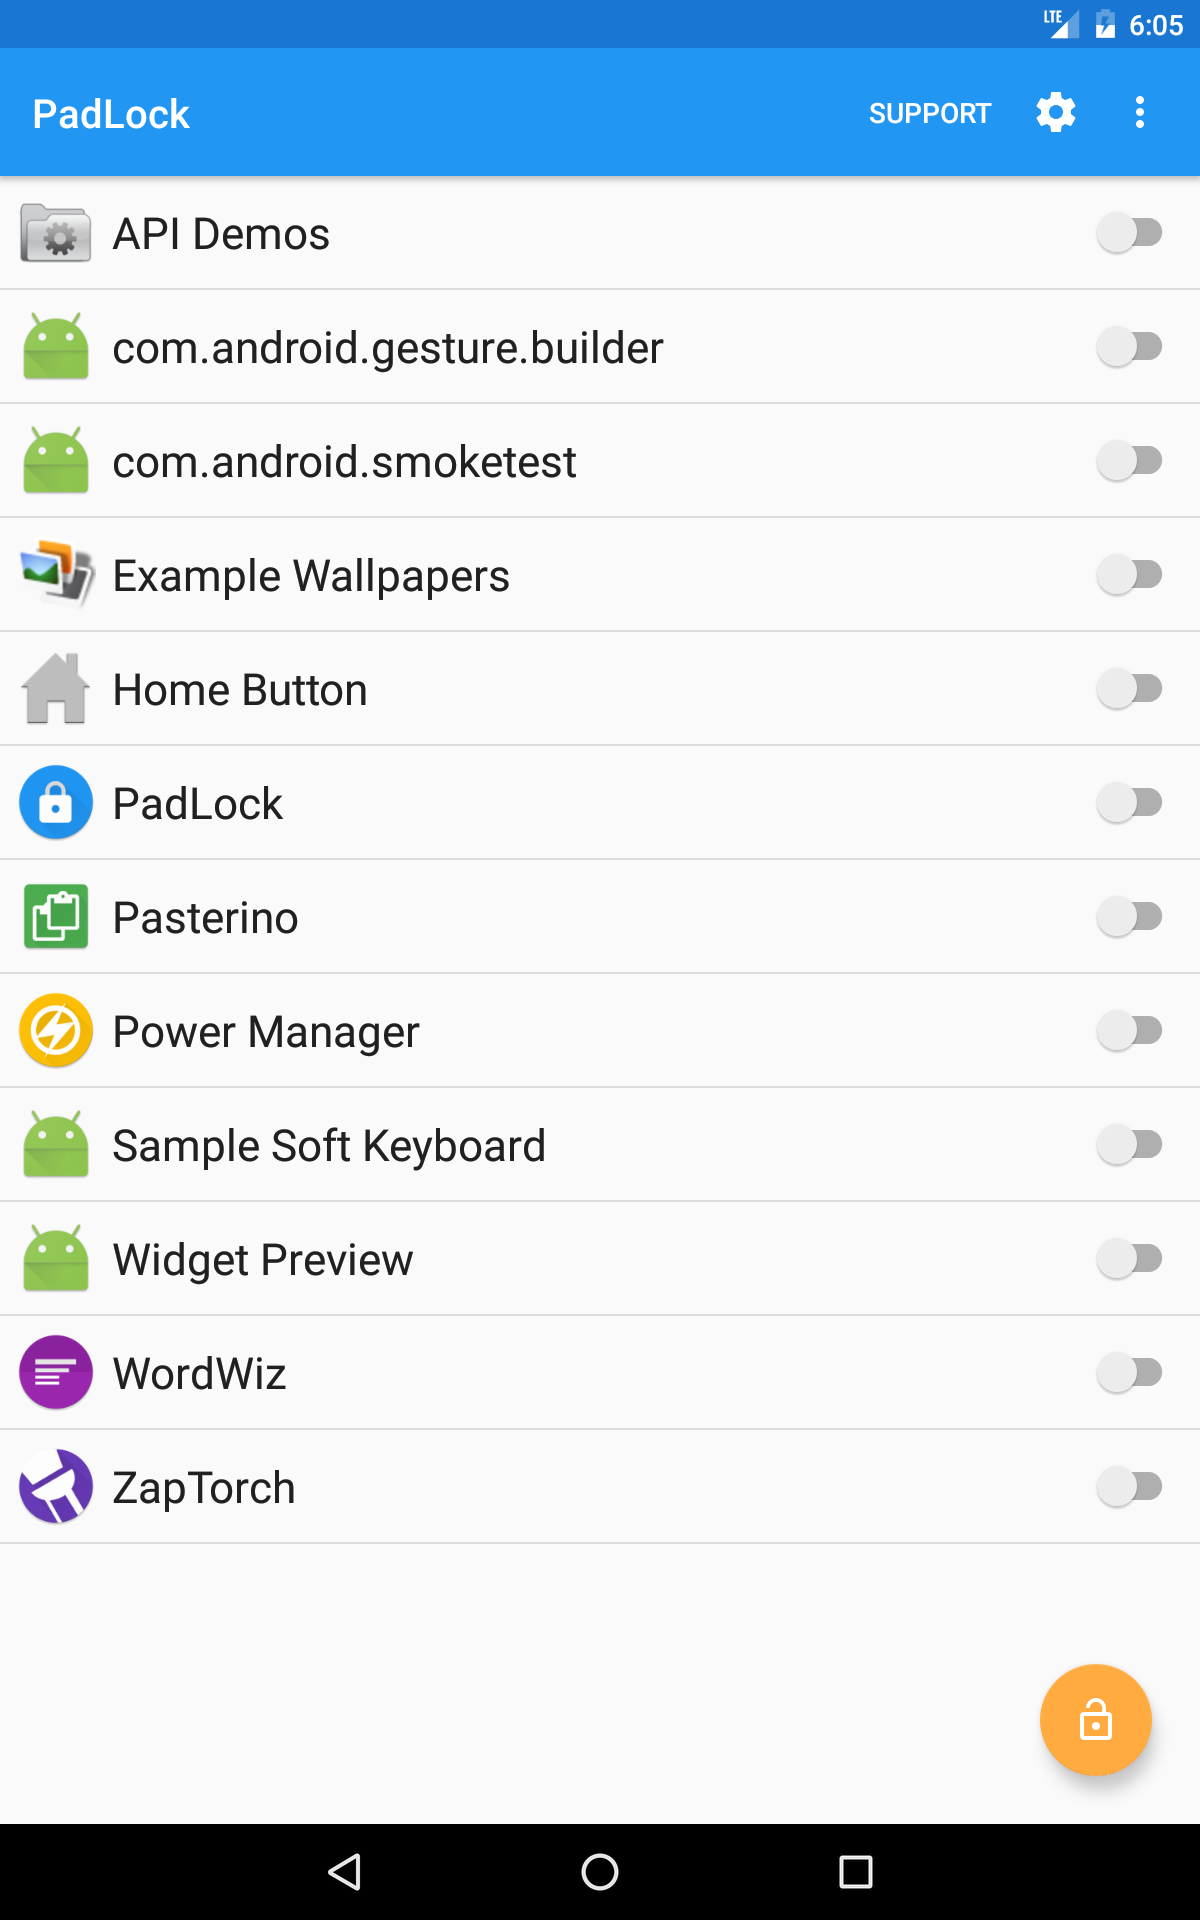 LTE 6:05
PadLock SUPPORT
API Demos
com.android.gesture.builder
com.android.smoketest
Example Wallpapers
Home Button
PadLock
Pasterino
Power Manager
Sample Soft Keyboard
Widget Preview
WordWiz
ZapTorch